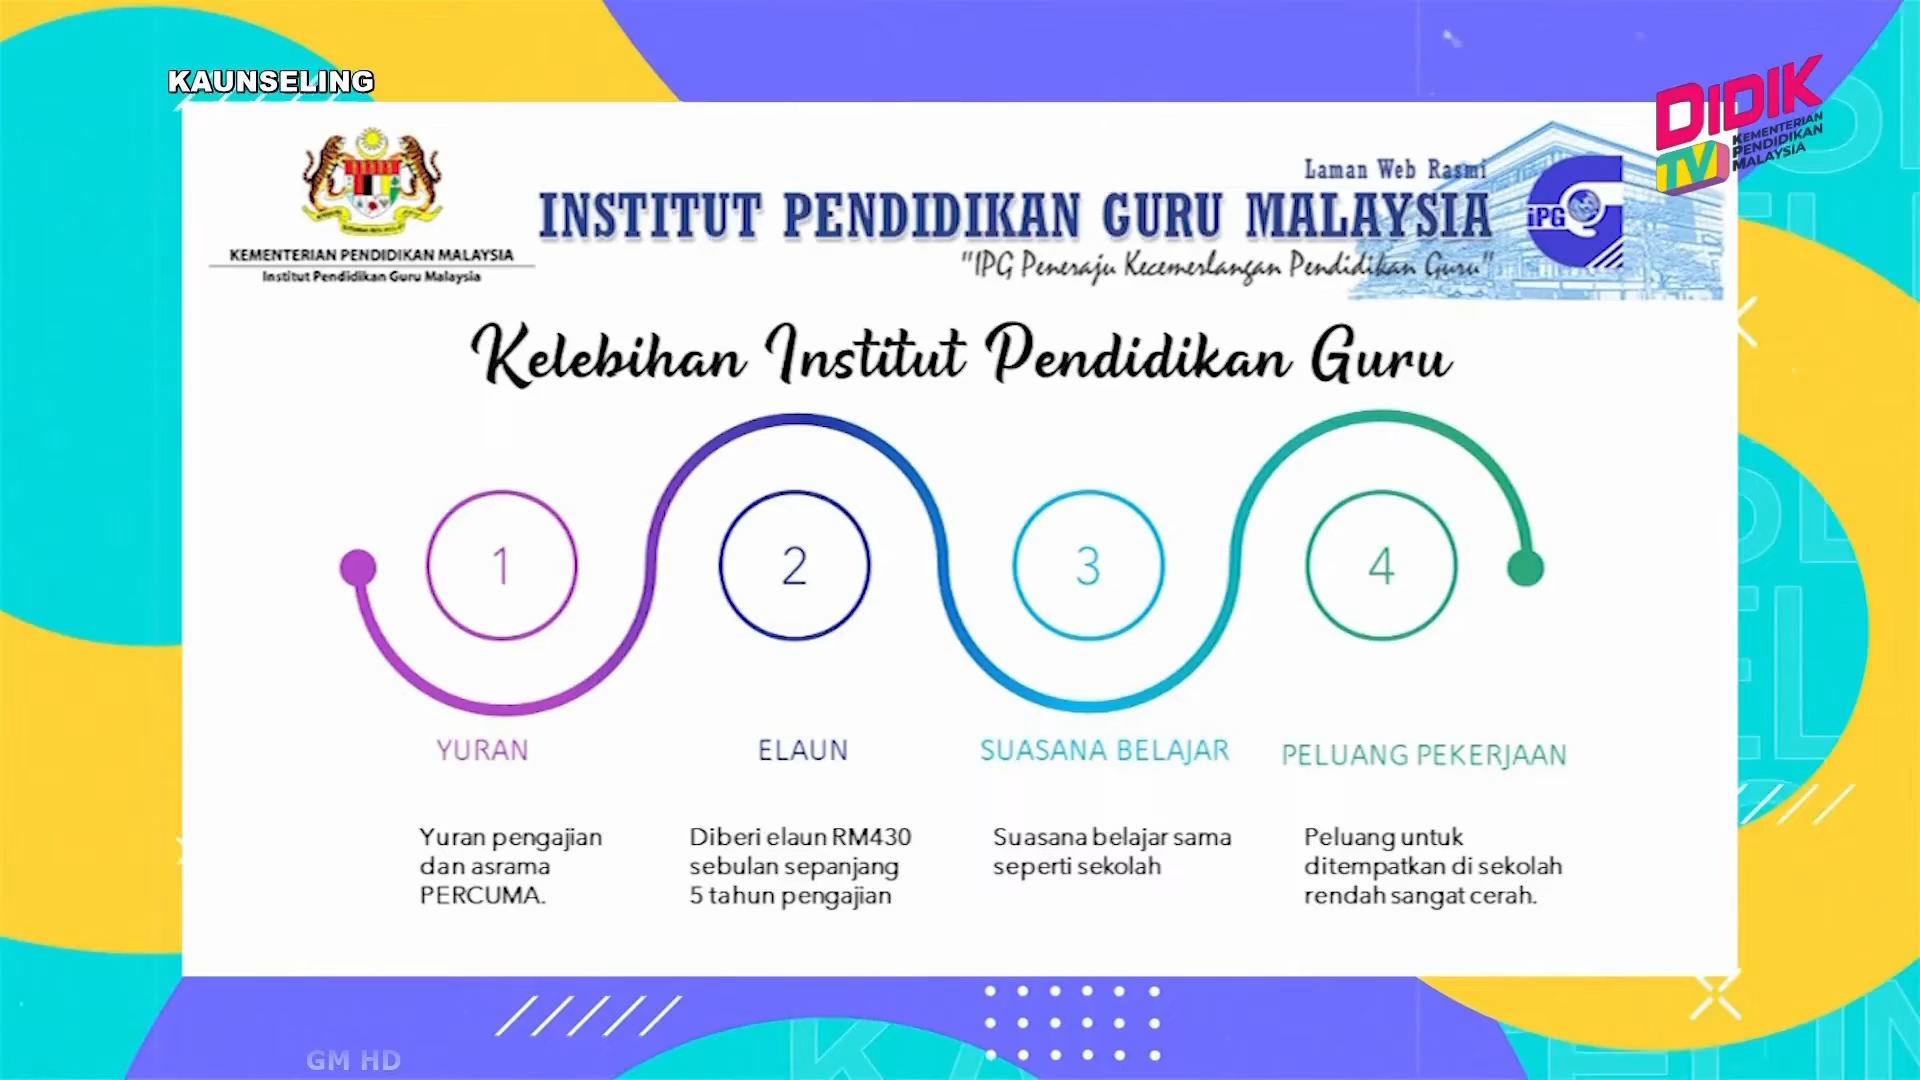 KAUNSELING
DIDIK
TV
KEMENTERIAN
PENDIDIKAN
MALAYSIA
Laman Web Rasmi
INSTITUT PENDIDIKAN GURU MALAYSIA
iPG
"IPG Peneraju Kecemerlangan Pendidikan Guru"
KEMENTERIAN PENDIDIKAN MALAYSIA
Institut Pendidikan Guru Malaysia
Kelebihan Institut Pendidikan Guru
1
2
3
4
YURAN
ELAUN
SUASANA BELAJAR
PELUANG PEKERJAAN
Yuran pengajian
dan asrama
PERCUMA.
Diberi elaun RM430
sebulan sepanjang
5 tahun pengajian
Suasana belajar sama
seperti sekolah
Peluang untuk
ditempatkan di sekolah
rendah sangat cerah.
GM HD